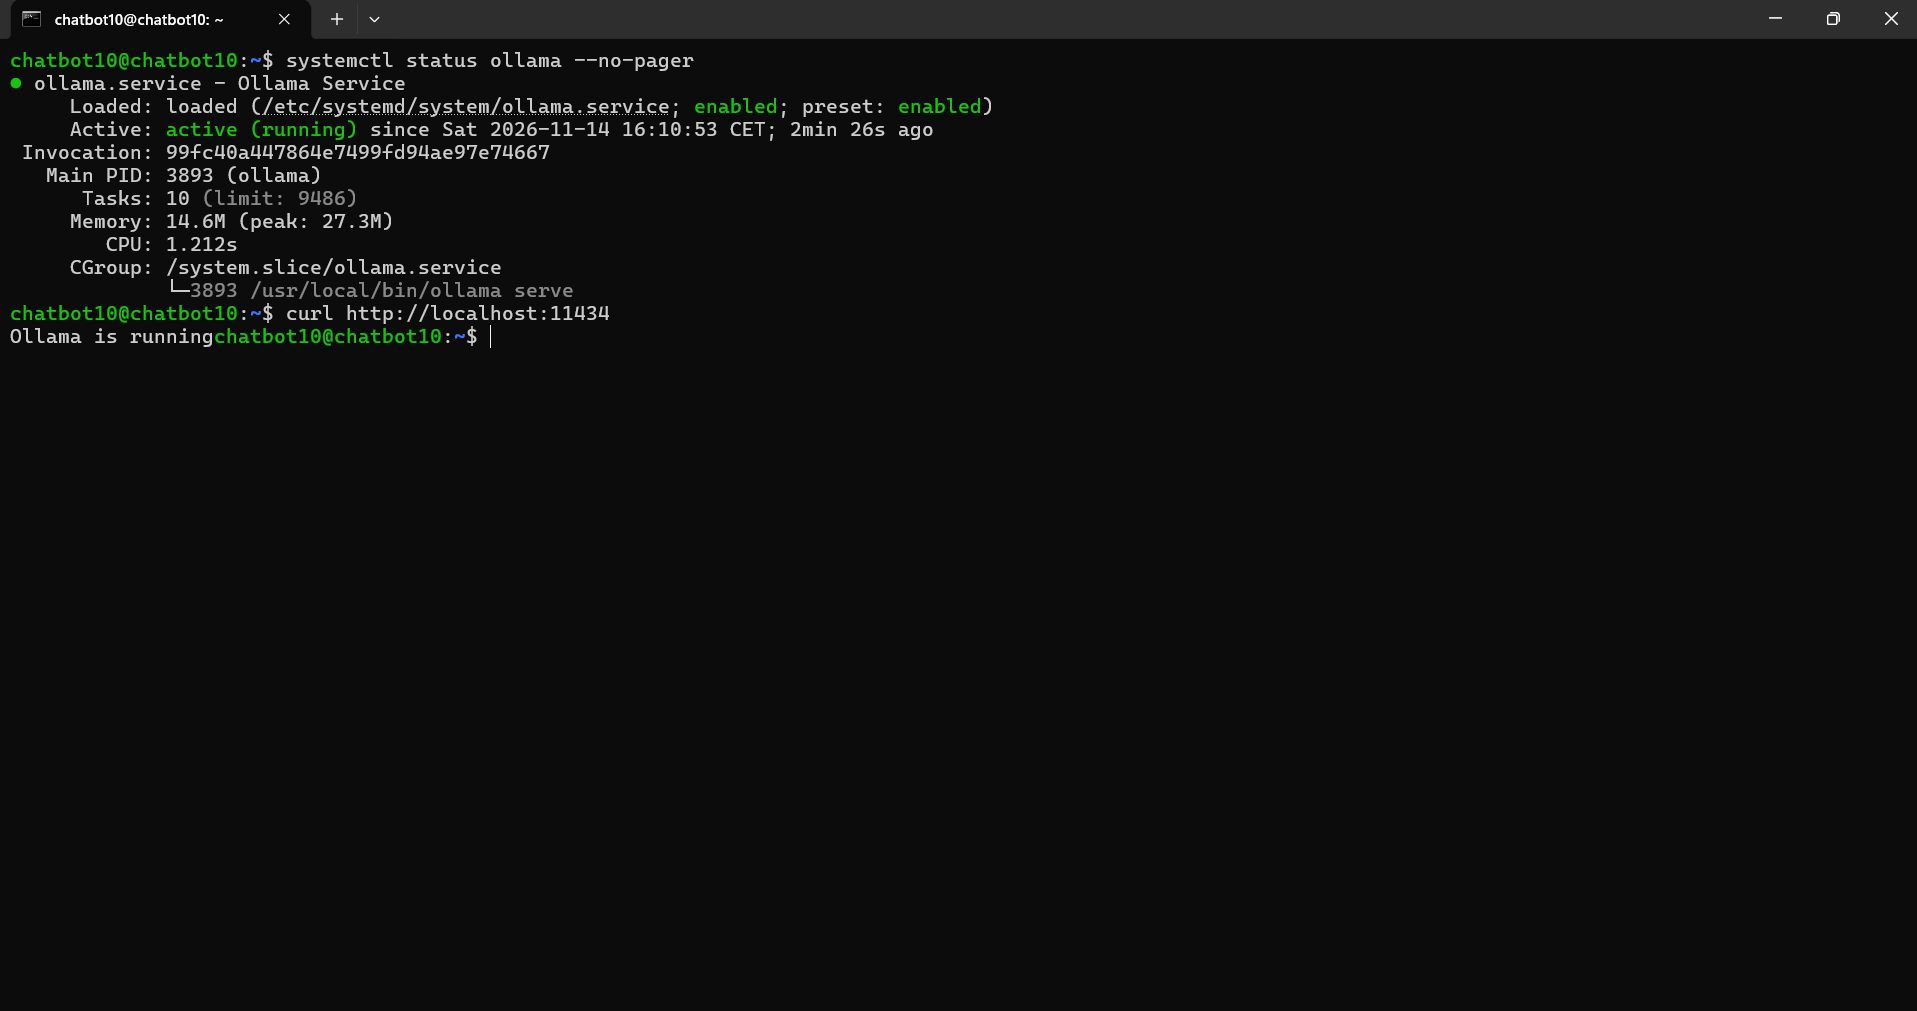 chatbot10@chatbot10: ~
chatbot10@chatbot10:~$ systemctl status ollama --no-pager
● ollama.service - Ollama Service
Loaded: loaded (/etc/systemd/system/ollama.service; enabled; preset: enabled)
Active: active (running) since Sat 2026-11-14 16:10:53 CET; 2min 26s ago
Invocation: 99fc40a447864e7499fd94ae97e74667
Main PID: 3893 (ollama)
Tasks: 10 (limit: 9486)
Memory: 14.6M (peak: 27.3M)
CPU: 1.212s
CGroup: /system.slice/ollama.service
└─3893 /usr/local/bin/ollama serve
chatbot10@chatbot10:~$ curl http://localhost:11434
Ollama is runningchatbot10@chatbot10:~$